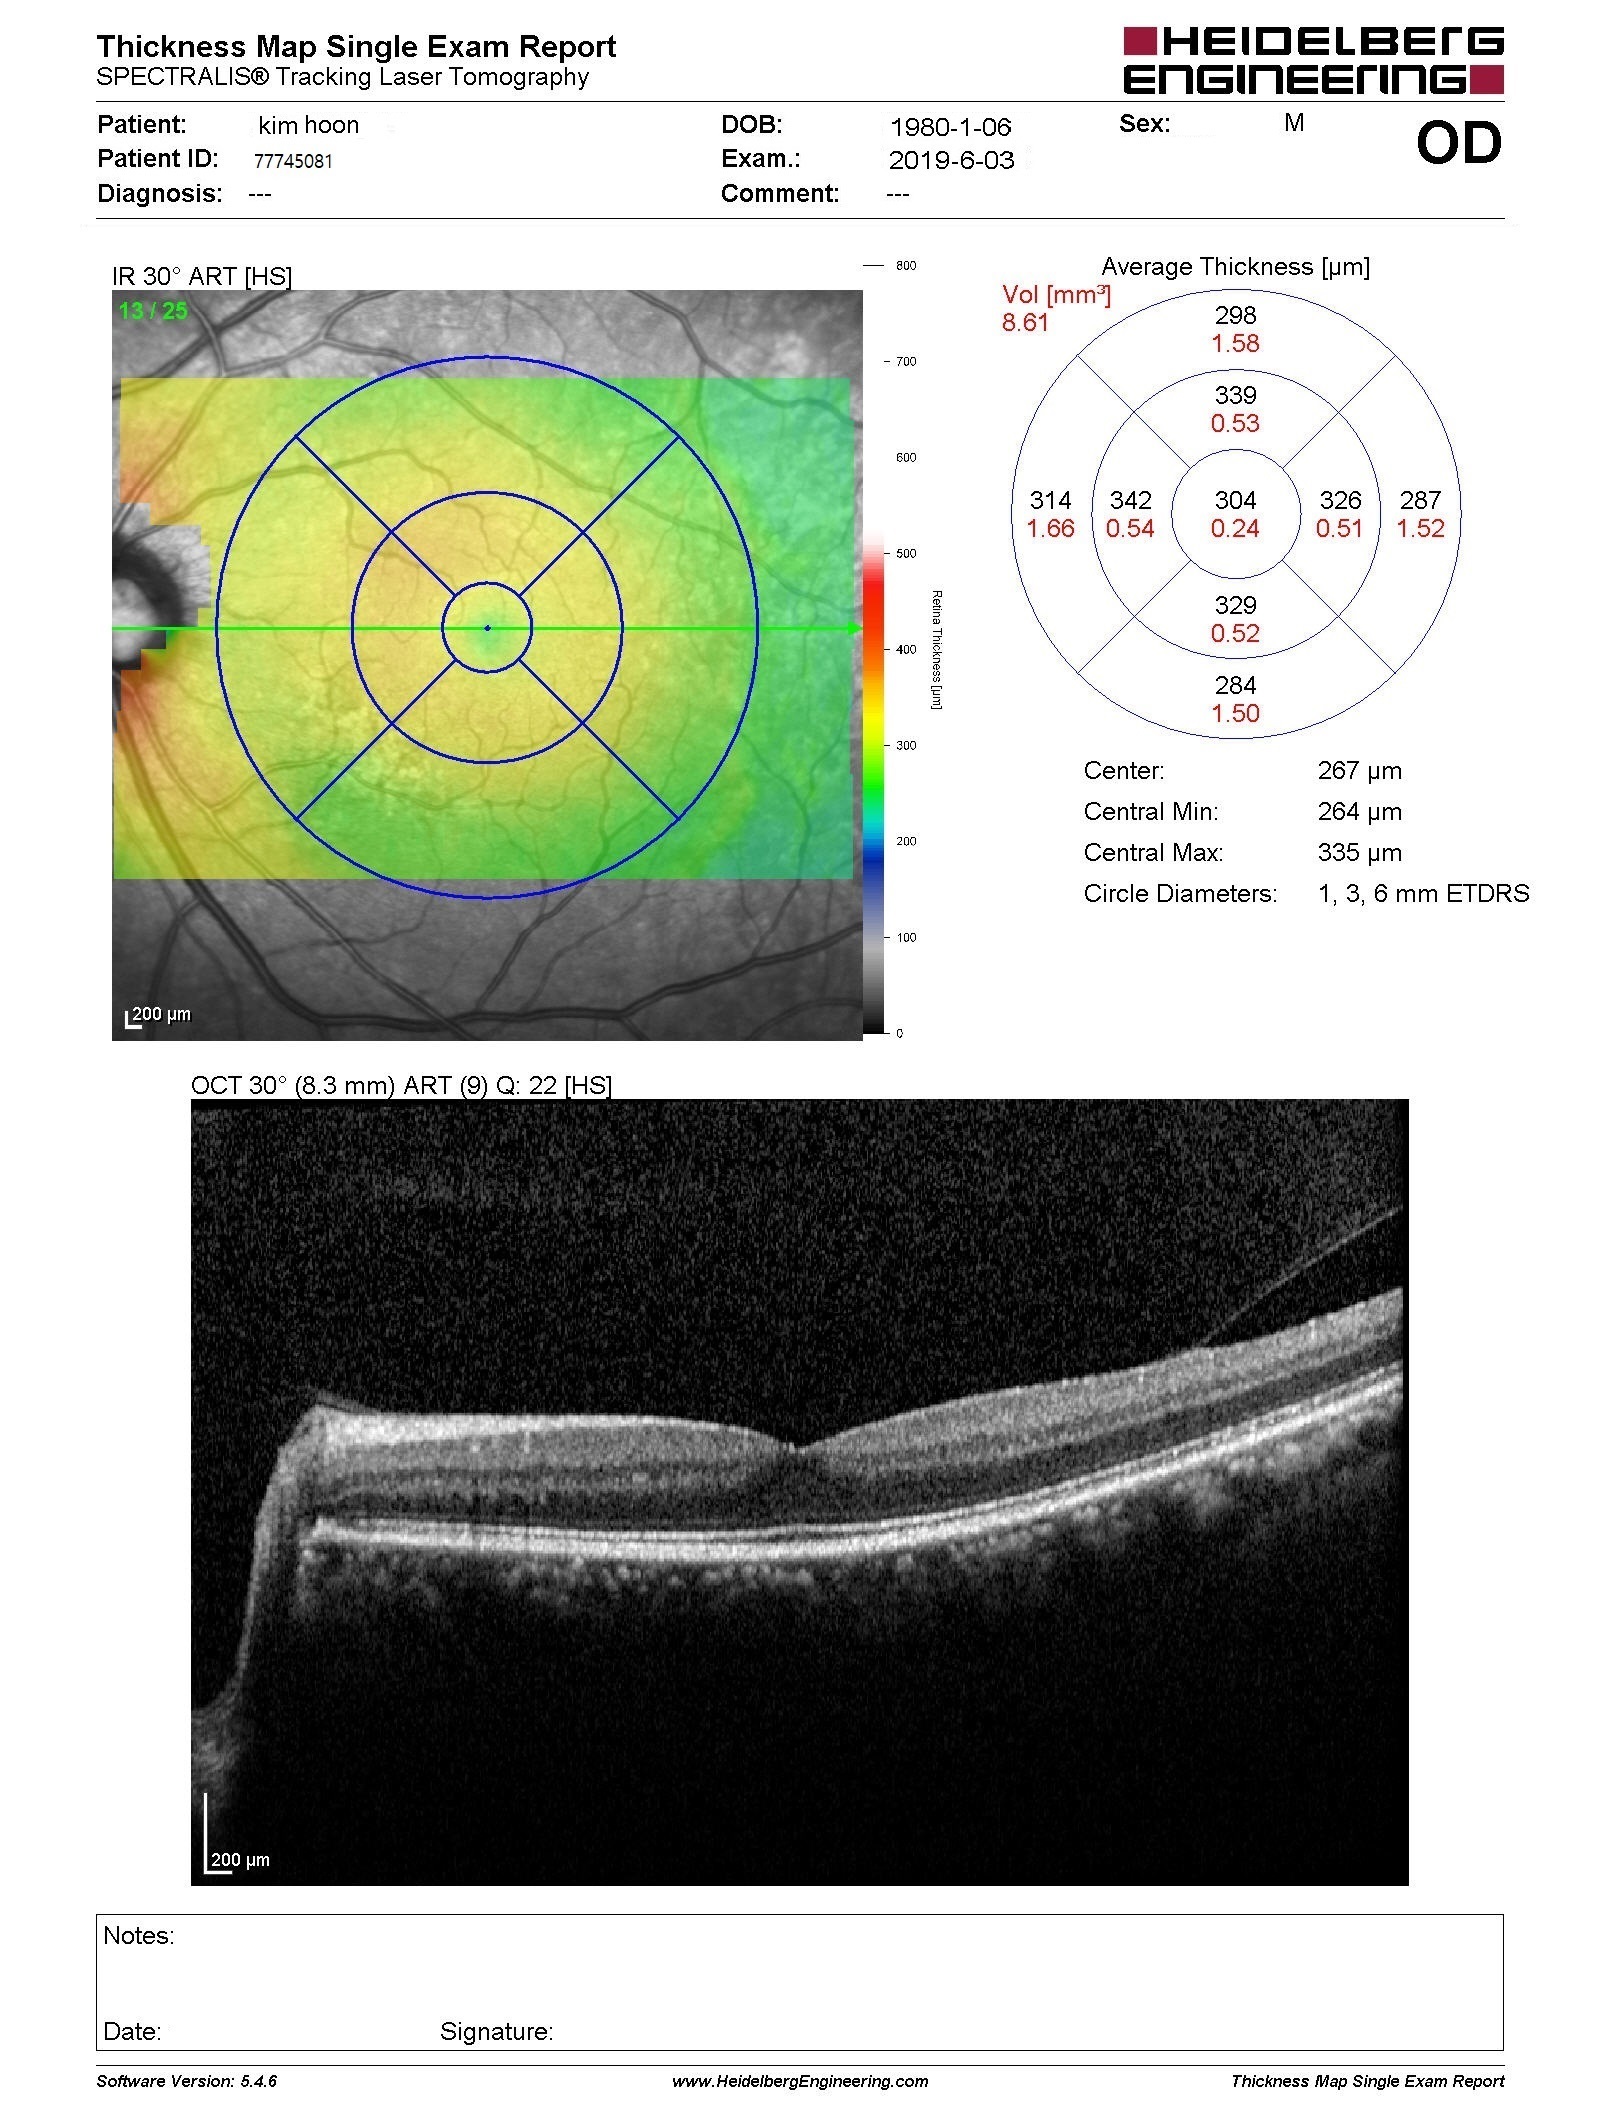 Thickness Map Single Exam Report
SPECTRALIS® Tracking Laser Tomography
HEIDELBERG
ENGINEERING
Patient: kim hoon
DOB: 1980-1-06
Sex: M
OD
Patient ID: 77745081
Exam.: 2019-6-03
Diagnosis: ---
Comment: ---
IR 30° ART [HS]
13 / 25
200 µm
800
700
600
500
400
300
200
100
0
Retina Thickness [µm]
Average Thickness [µm]
Vol [mm³]
8.61
298
1.58
339
0.53
314 342 304 326 287
1.66 0.54 0.24 0.51 1.52
329
0.52
284
1.50
Center: 267 µm
Central Min: 264 µm
Central Max: 335 µm
Circle Diameters: 1, 3, 6 mm ETDRS
OCT 30° (8.3 mm) ART (9) Q: 22 [HS]
200 µm
Notes:
Date: Signature:
Software Version: 5.4.6
www.HeidelbergEngineering.com
Thickness Map Single Exam Report